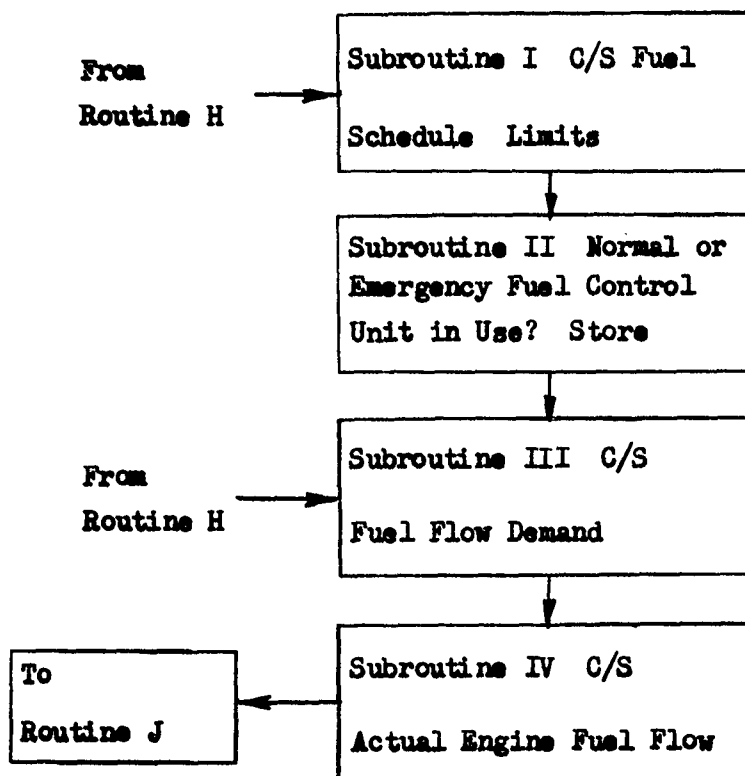 From
Routine H
Subroutine I C/S Fuel
Schedule Limits
Subroutine II Normal or
Emergency Fuel Control
Unit in Use? Store
From
Routine H
Subroutine III C/S
Fuel Flow Demand
Subroutine IV C/S
Actual Engine Fuel Flow
To
Routine J